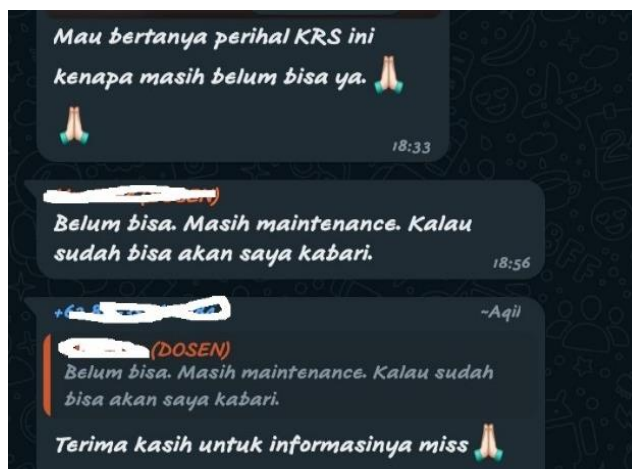 Mau bertanya perihal KRS ini
kenapa masih belum bisa ya. 🙏🏻
🙏🏻
18:33
(DOSEN)
Belum bisa. Masih maintenance. Kalau
sudah bisa akan saya kabari.
18:56
~Aqil
(DOSEN)
Belum bisa. Masih maintenance. Kalau sudah
bisa akan saya kabari.
Terima kasih untuk informasinya miss 🙏🏻